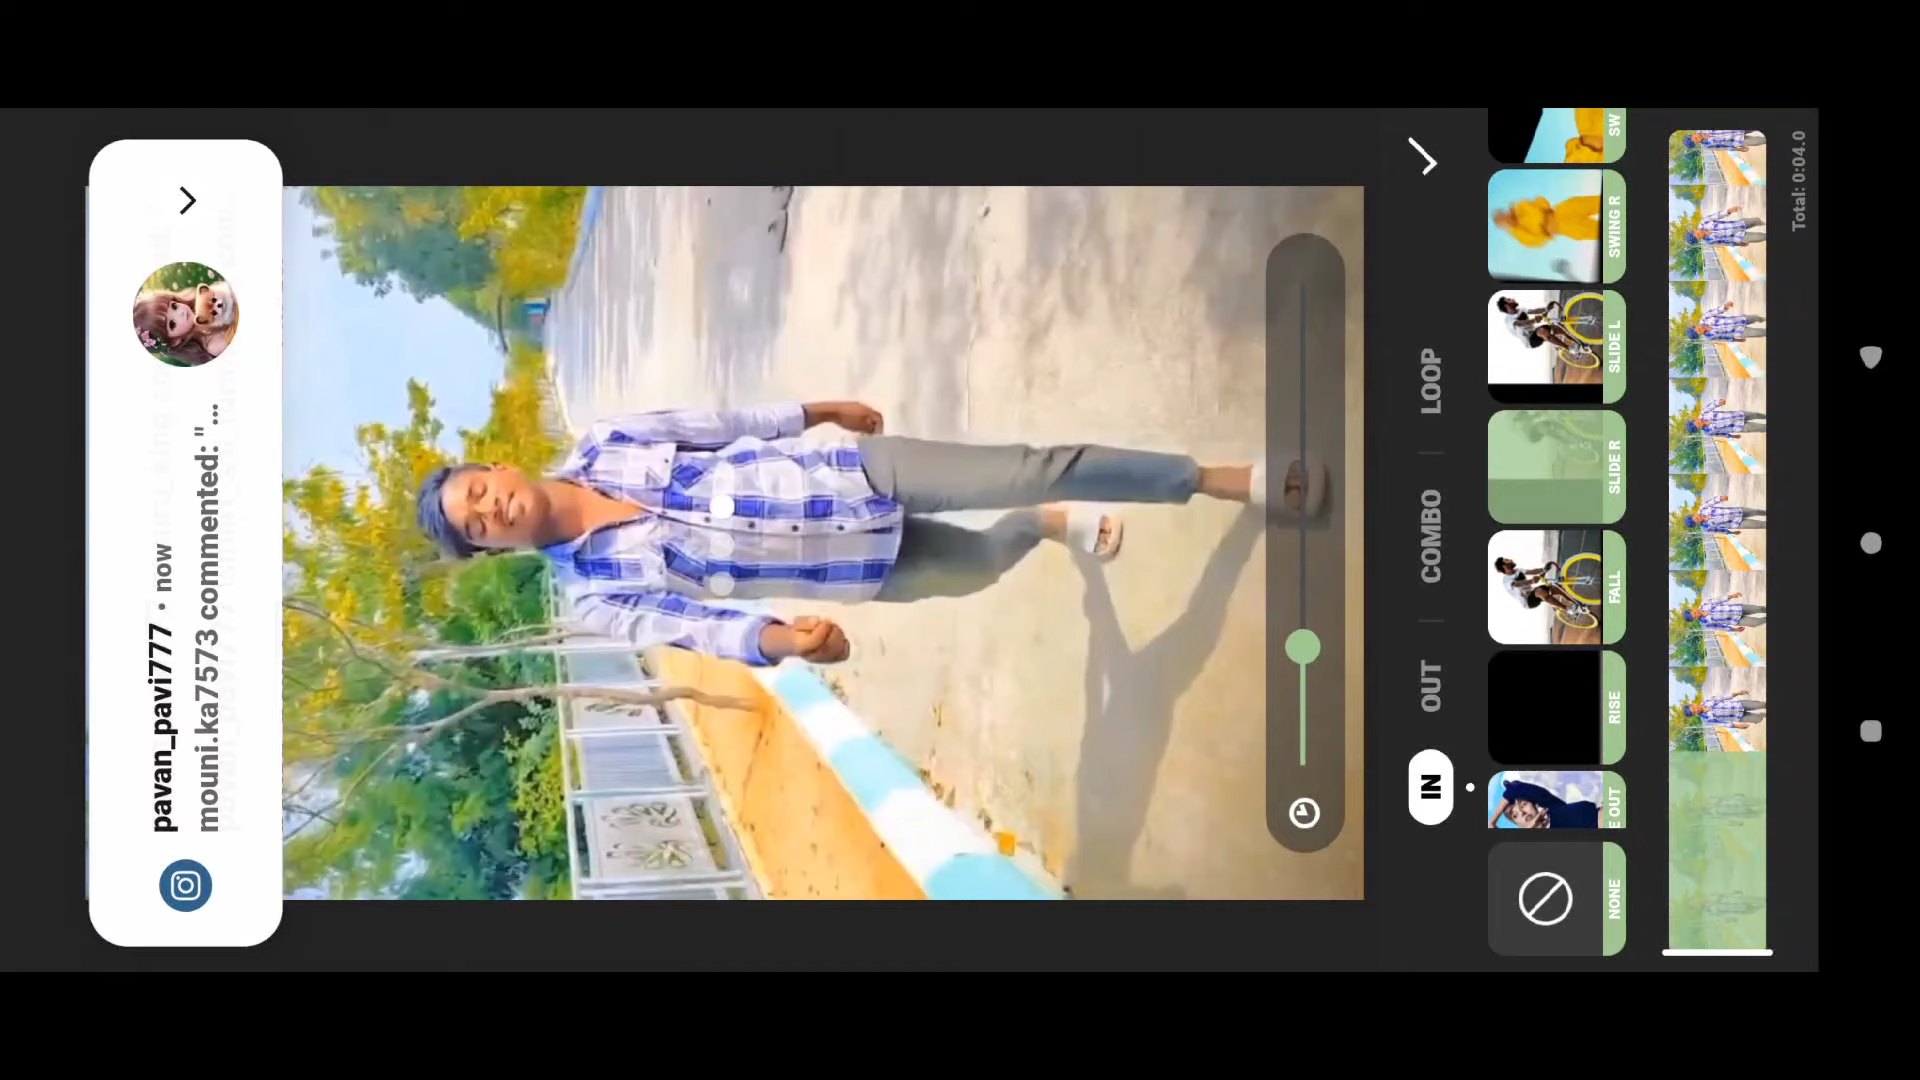 pavan_pavi777 • now
mouni.ka7573 commented: "...
IN
OUT
COMBO
LOOP
NONE
E OUT
RISE
FALL
SLIDE R
SLIDE L
SWING R
SW
Total: 0:04.0